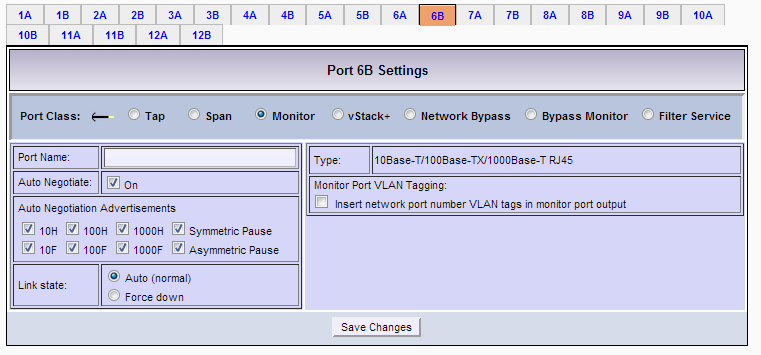 1A 1B 2A 2B 3A 3B 4A 4B 5A 5B 6A 6B 7A 7B 8A 8B 9A 9B 10A
10B 11A 11B 12A 12B
Port 6B Settings
Port Class: Tap Span Monitor vStack+ Network Bypass Bypass Monitor Filter Service
Port Name:
Auto Negotiate: On
Auto Negotiation Advertisements
10H 100H 1000H Symmetric Pause
10F 100F 1000F Asymmetric Pause
Link state: Auto (normal)
Force down
Type: 10Base-T/100Base-TX/1000Base-T RJ45
Monitor Port VLAN Tagging:
Insert network port number VLAN tags in monitor port output
Save Changes